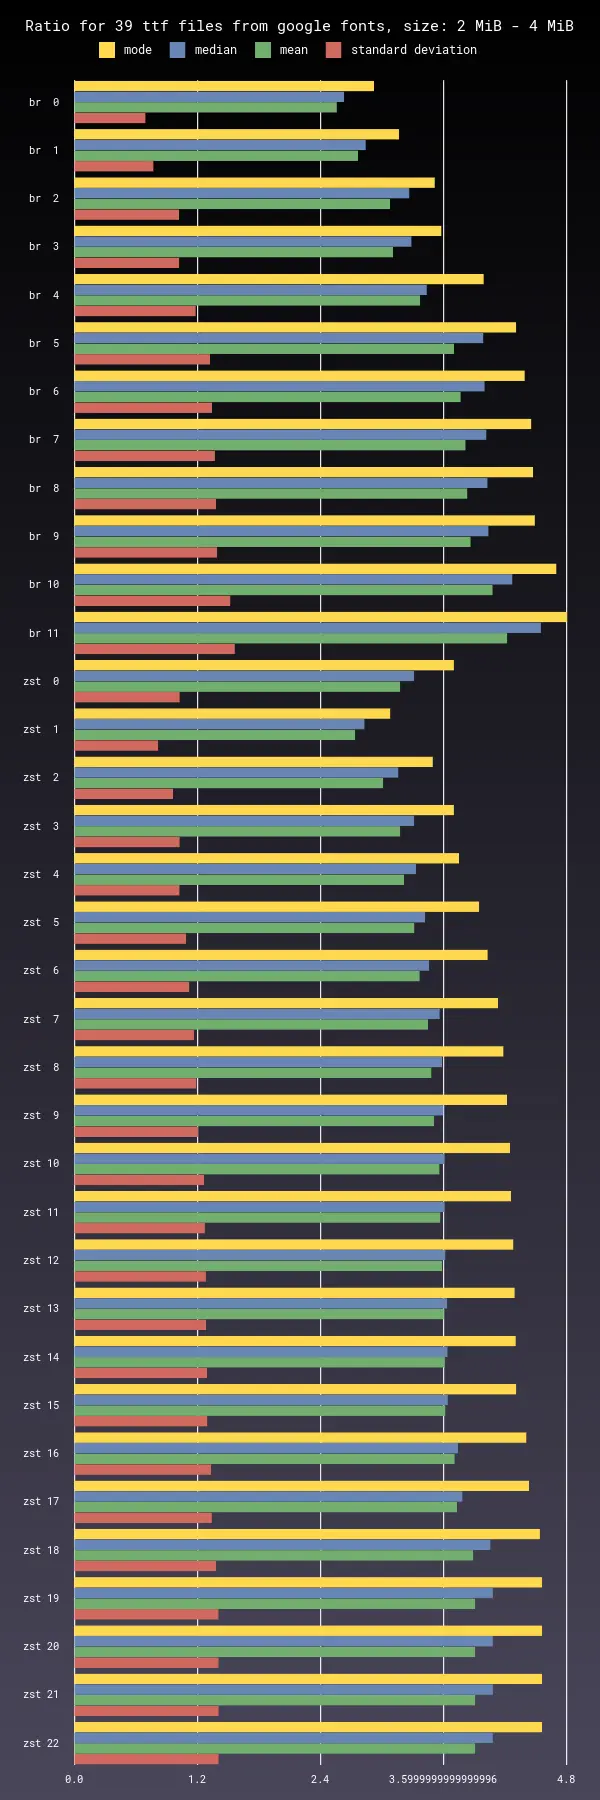 Ratio for 39 ttf files from google fonts, size: 2 MiB - 4 MiB
mode median mean standard deviation
br 0
br 1
br 2
br 3
br 4
br 5
br 6
br 7
br 8
br 9
br 10
br 11
zst 0
zst 1
zst 2
zst 3
zst 4
zst 5
zst 6
zst 7
zst 8
zst 9
zst 10
zst 11
zst 12
zst 13
zst 14
zst 15
zst 16
zst 17
zst 18
zst 19
zst 20
zst 21
zst 22
0.0 1.2 2.4 3.5999999999999996 4.8